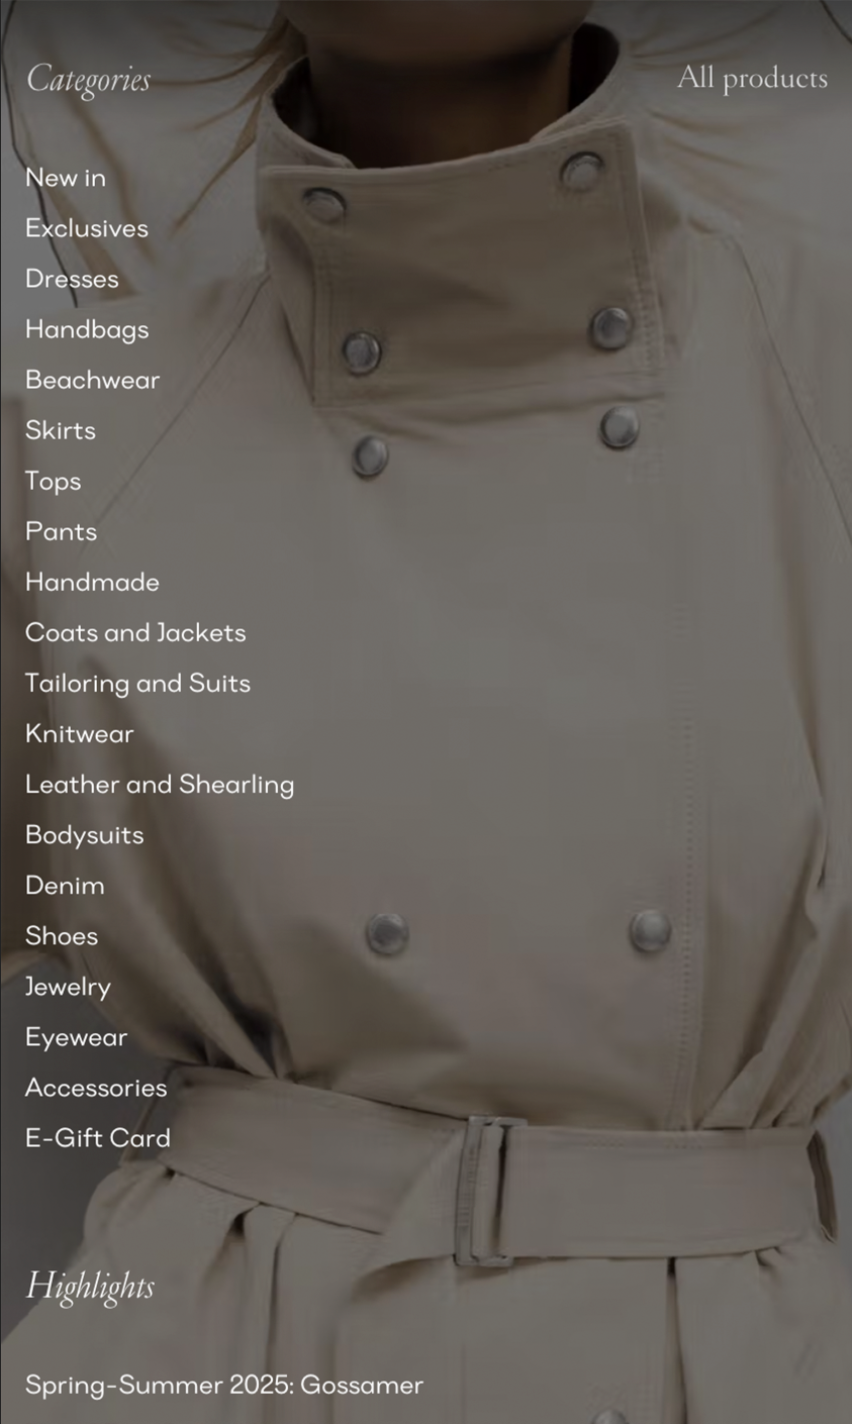 Categories
All products
New in
Exclusives
Dresses
Handbags
Beachwear
Skirts
Tops
Pants
Handmade
Coats and Jackets
Tailoring and Suits
Knitwear
Leather and Shearling
Bodysuits
Denim
Shoes
Jewelry
Eyewear
Accessories
E-Gift Card
Highlights
Spring-Summer 2025: Gossamer